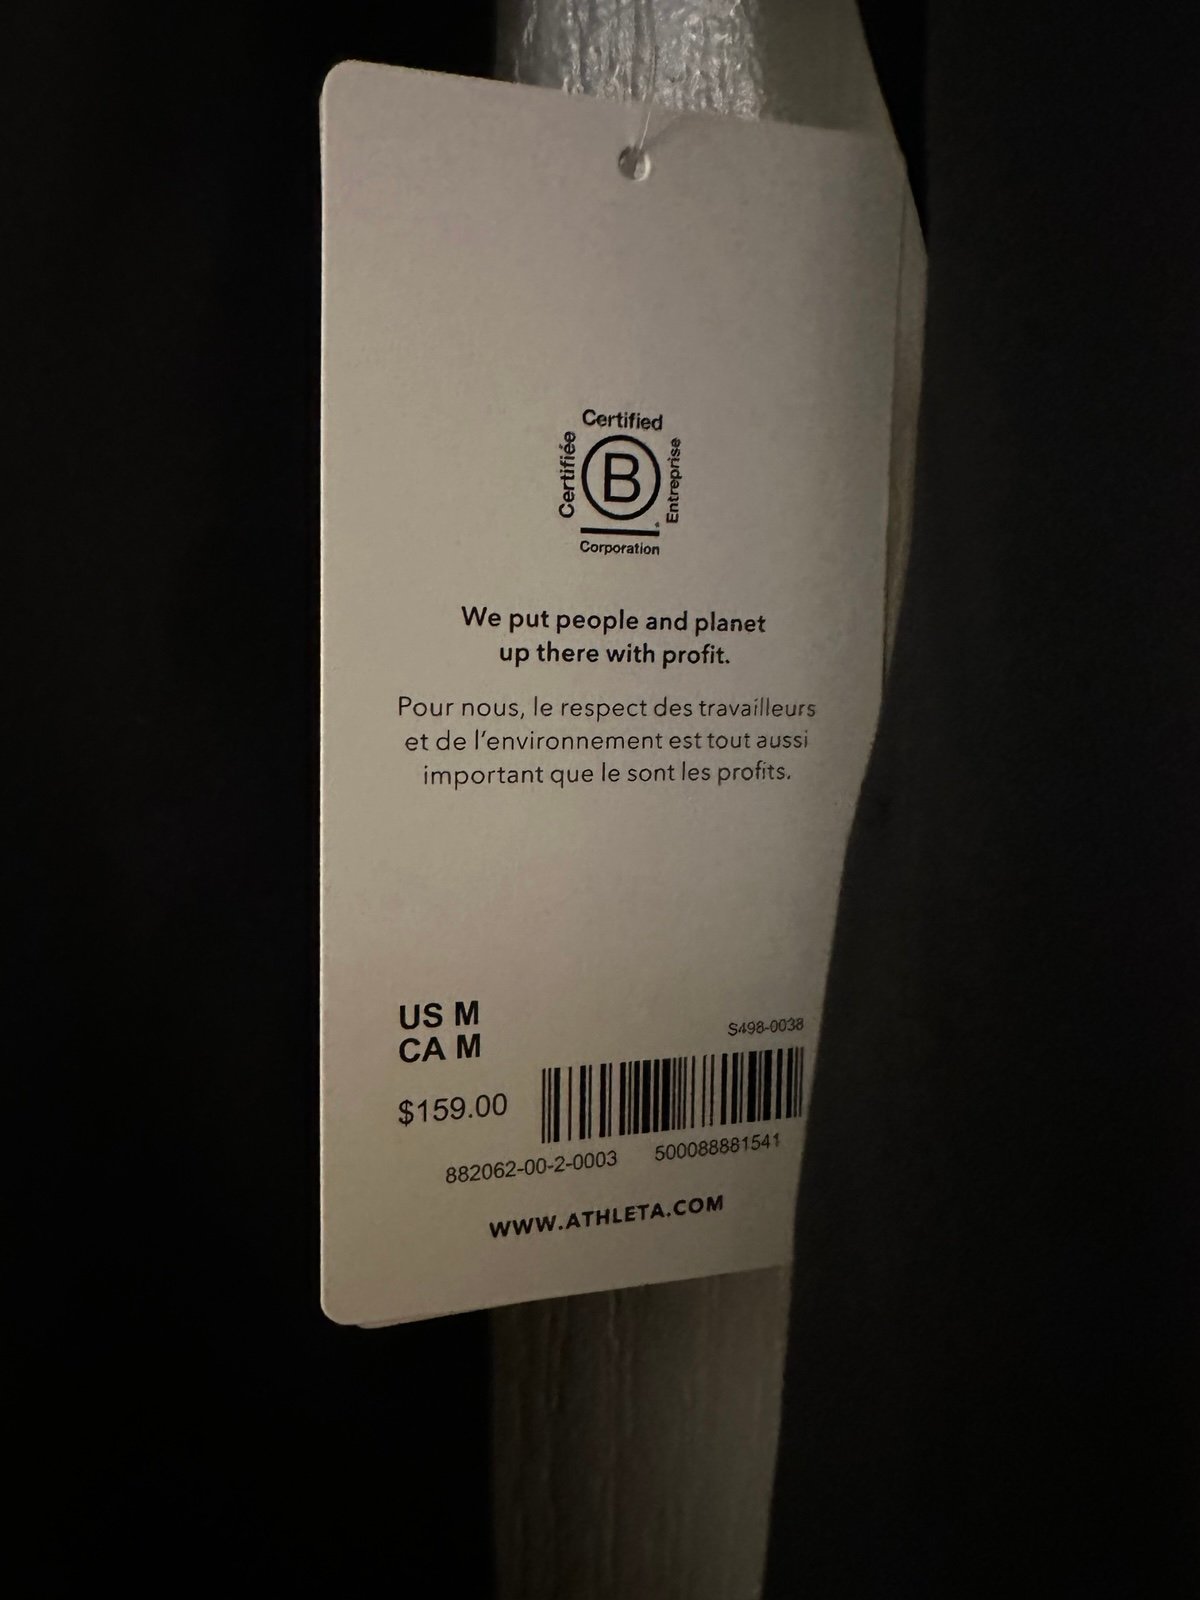 Certified
Certifiée
B
Entreprise
Corporation
We put people and planet
up there with profit.
Pour nous, le respect des travailleurs
et de l'environnement est tout aussi
important que le sont les profits.
US M
CA M
S498-0038
$159.00
882062-00-2-0003 500088881541
WWW.ATHLETA.COM